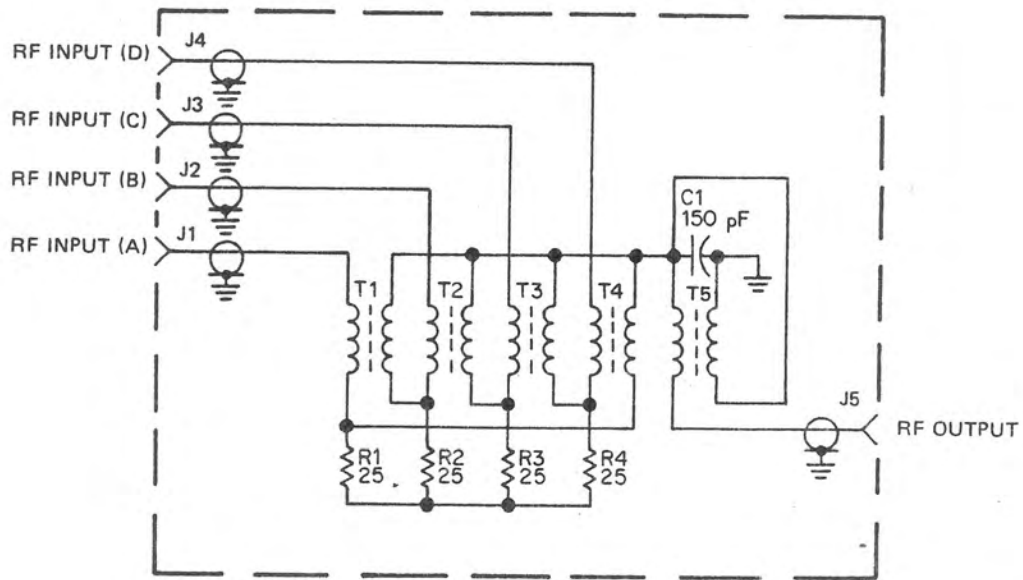 RF INPUT (D)
J4
RF INPUT (C)
J3
RF INPUT (B)
J2
RF INPUT (A)
J1
C1
150 pF
T1
T2
T3
T4
T5
J5
RF OUTPUT
R1
25
R2
25
R3
25
R4
25